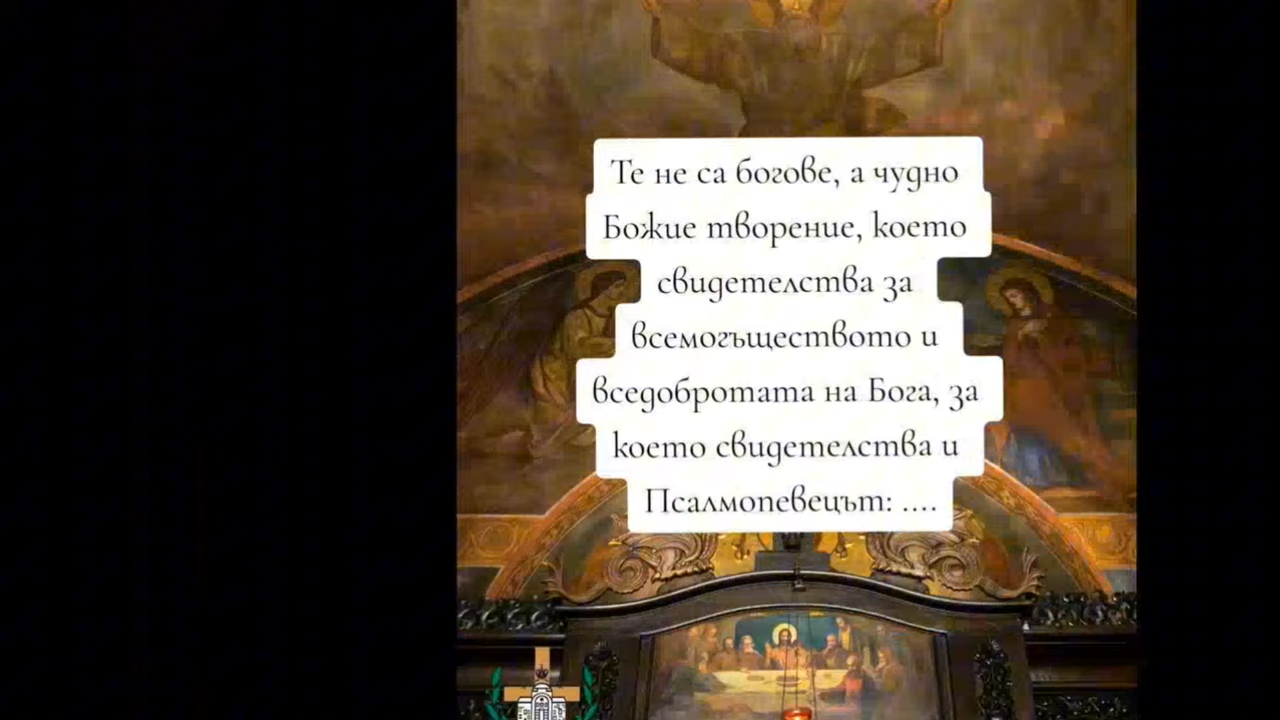 Те не са богове, а чудно
Божие творение, което
свидетелства за
всемогъществото и
вседобротата на Бога, за
което свидетелства и
Псалмопевецът: ....